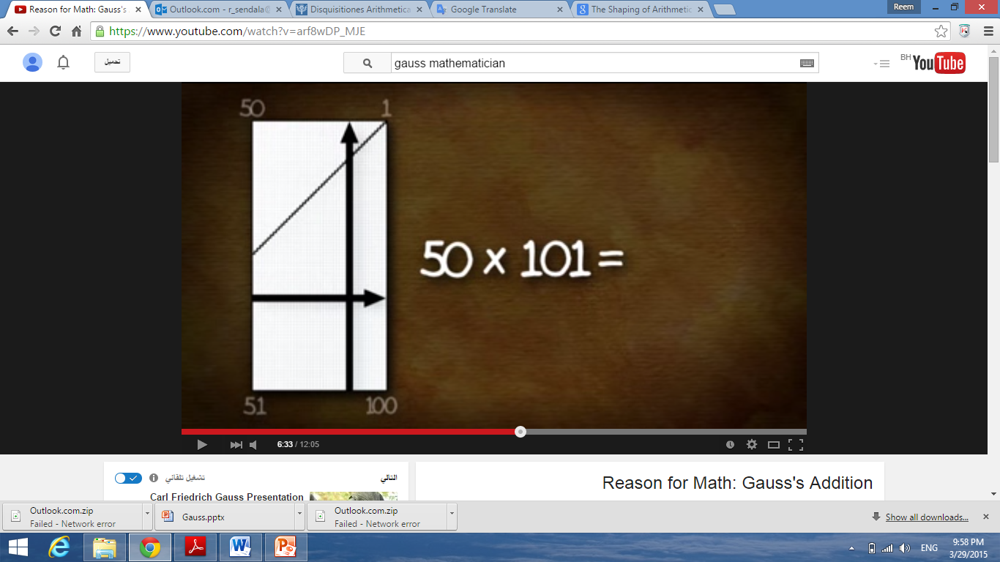 Reason for Math: Gauss's
Outlook.com - r_sendala@
Disquisitiones Arithmetica
Google Translate
The Shaping of Arithmetic
Reem
https://www.youtube.com/watch?v=arf8wDP_MJE
تحميل
gauss mathematician
BH
YouTube
50 1
50 x 101 =
51 100
6:33 / 12:05
تشغيل تلقائي
التالي
Carl Friedrich Gauss Presentation
Reason for Math: Gauss's Addition
Outlook.com.zip
Failed - Network error
Gauss.pptx
Outlook.com.zip
Failed - Network error
Show all downloads...
ENG
9:58 PM
3/29/2015